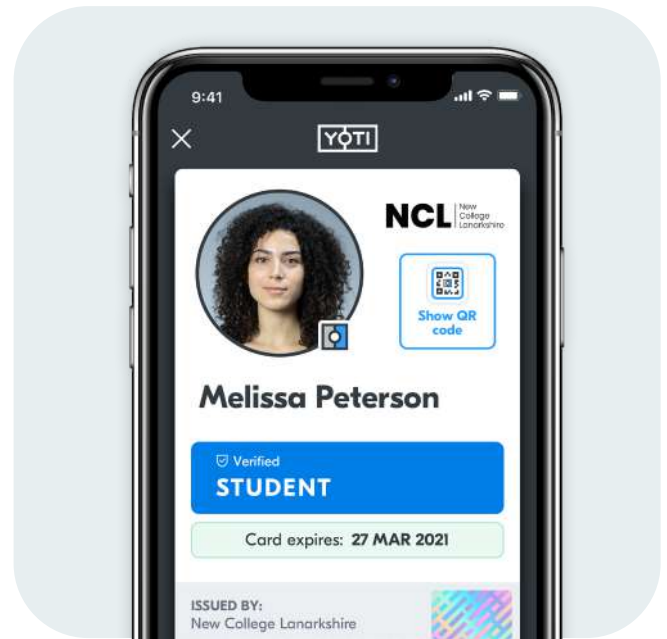 9:41
YOTI
NCL
New
College
Lanarkshire
Show QR
code
Melissa Peterson
Verified
STUDENT
Card expires: 27 MAR 2021
ISSUED BY:
New College Lanarkshire